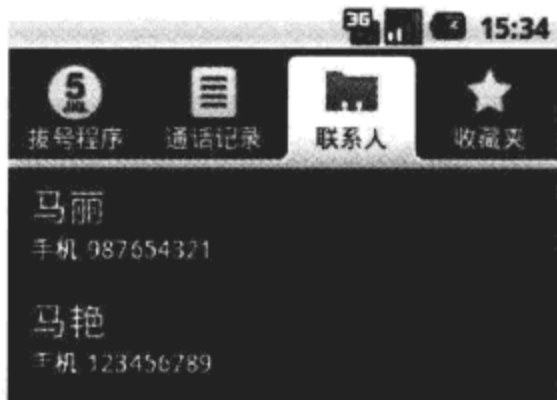 3G 15:34
5 JKL
拨号程序 通话记录 联系人 收藏夹
马丽
手机 987654321
马艳
手机 123456789